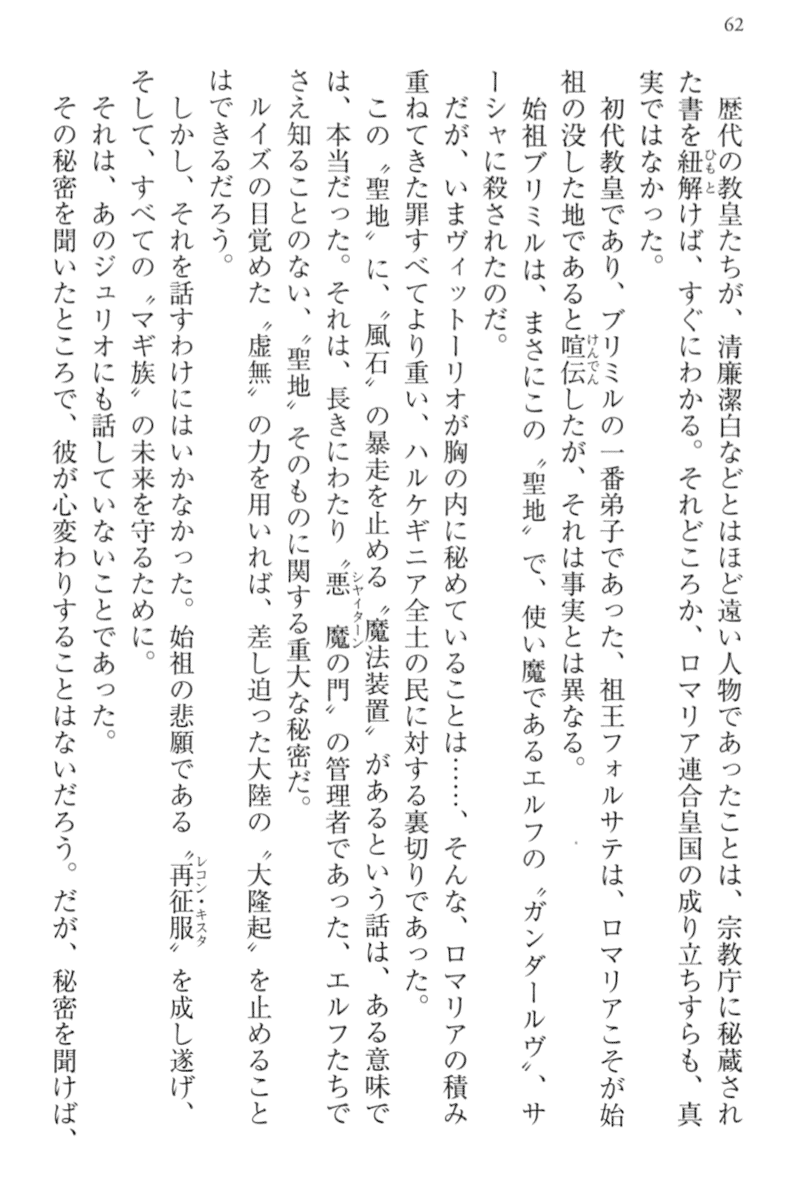 62
歴代の教皇たちが、清廉潔白などとはほど遠い人物であったことは、宗教庁に秘蔵され
た書を紐解けば、すぐにわかる。それどころか、ロマリア連合皇国の成り立ちすらも、真
ひもと
実ではなかった。
初代教皇であり、ブリミルの一番弟子であった、祖王フォルサテは、ロマリアこそが始
祖の没した地であると喧伝したが、それは事実とは異なる。
けんでん
始祖ブリミルは、まさにこの〝聖地〟で、使い魔であるエルフの〝ガンダールヴ〟、サ
ーシャに殺されたのだ。
だが、いまヴィットーリオが胸の内に秘めていることは……、そんな、ロマリアの積み
重ねてきた罪すべてより重い、ハルケギニア全土の民に対する裏切りであった。
この〝聖地〟に、〝風石〟の暴走を止める〝魔法装置〟があるという話は、ある意味で
は、本当だった。それは、長きにわたり〝悪魔の門〟の管理者であった、エルフたちで
シャイターン
さえ知ることのない、〝聖地〟そのものに関する重大な秘密だ。
ルイズの目覚めた〝虚無〟の力を用いれば、差し迫った大陸の〝大隆起〟を止めること
はできるだろう。
しかし、それを話すわけにはいかなかった。始祖の悲願である〝再征服〟を成し遂げ、
レコン・キスタ
そして、すべての〝マギ族〟の未来を守るために。
それは、あのジュリオにも話していないことであった。
その秘密を聞いたところで、彼が心変わりすることはないだろう。だが、秘密を聞けば、